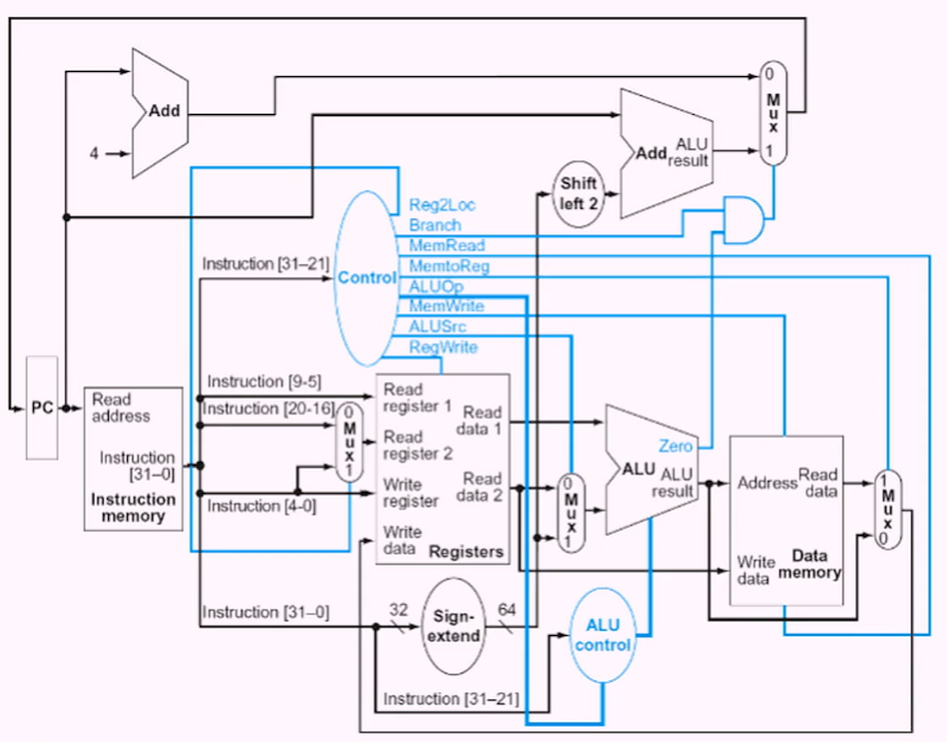 Add
4
0
M
u
x
1
Add
ALU
result
Shift
left 2
Reg2Loc
Branch
MemRead
MemtoReg
ALUOp
MemWrite
ALUSrc
RegWrite
Control
Instruction [31–21]
PC
Read
address
Instruction
[31–0]
Instruction
memory
Instruction [9-5]
Instruction [20-16]
Instruction [4-0]
0
M
u
x
1
Read
register 1
Read
register 2
Write
register
Write
data
Read
data 1
Read
data 2
Registers
0
M
u
x
1
Zero
ALU
ALU
result
Address
Read
data
Write
data
Data
memory
1
M
u
x
0
Instruction [31–0]
32
Sign-
extend
64
ALU
control
Instruction [31–21]